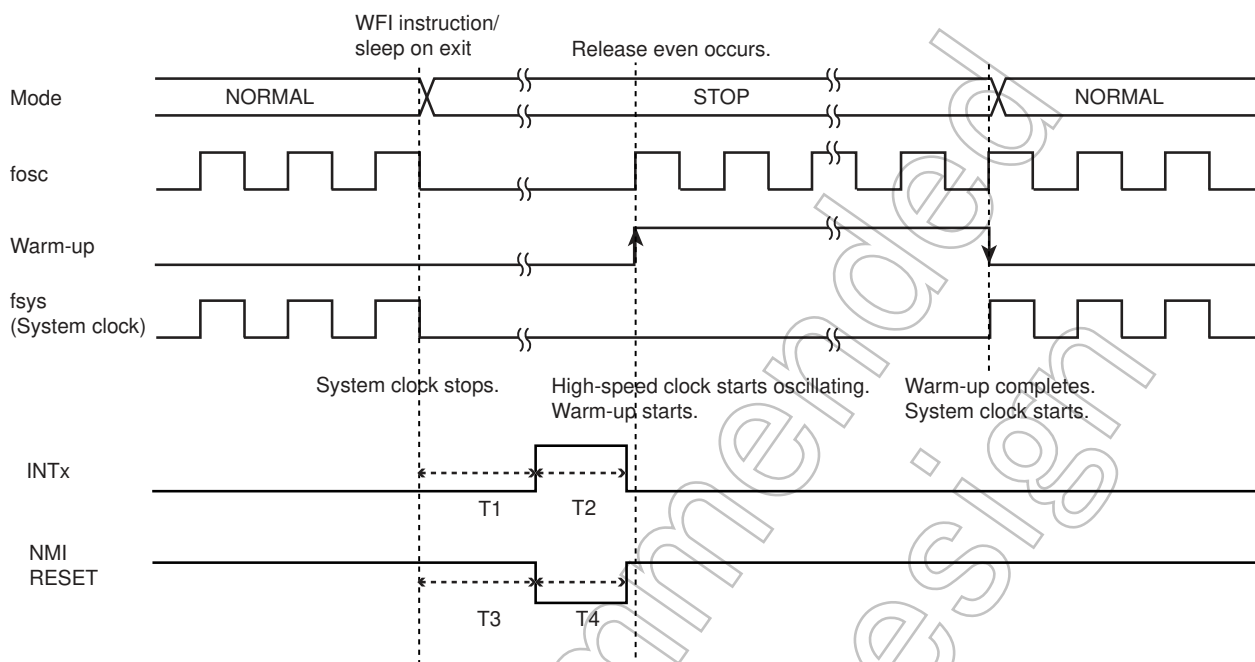 WFI instruction/
sleep on exit
Release even occurs.
Mode
NORMAL
STOP
NORMAL
fosc
Warm-up
fsys
(System clock)
System clock stops.
High-speed clock starts oscillating.
Warm-up starts.
Warm-up completes.
System clock starts.
INTx
T1
T2
NMI
RESET
T3
T4
mmended
esign